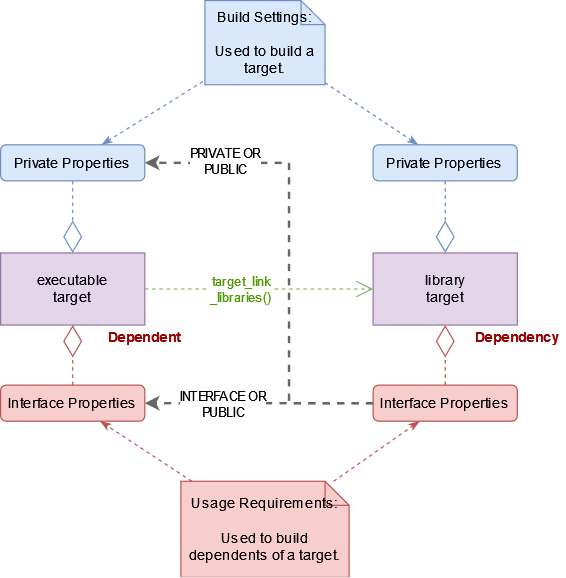 Build Settings:
Used to build a
target.
Private Properties
PRIVATE OR
PUBLIC
Private Properties
executable
target
target_link
_libraries()
library
target
Dependent
Dependency
Interface Properties
INTERFACE OR
PUBLIC
Interface Properties
Usage Requirements:
Used to build
dependents of a target.